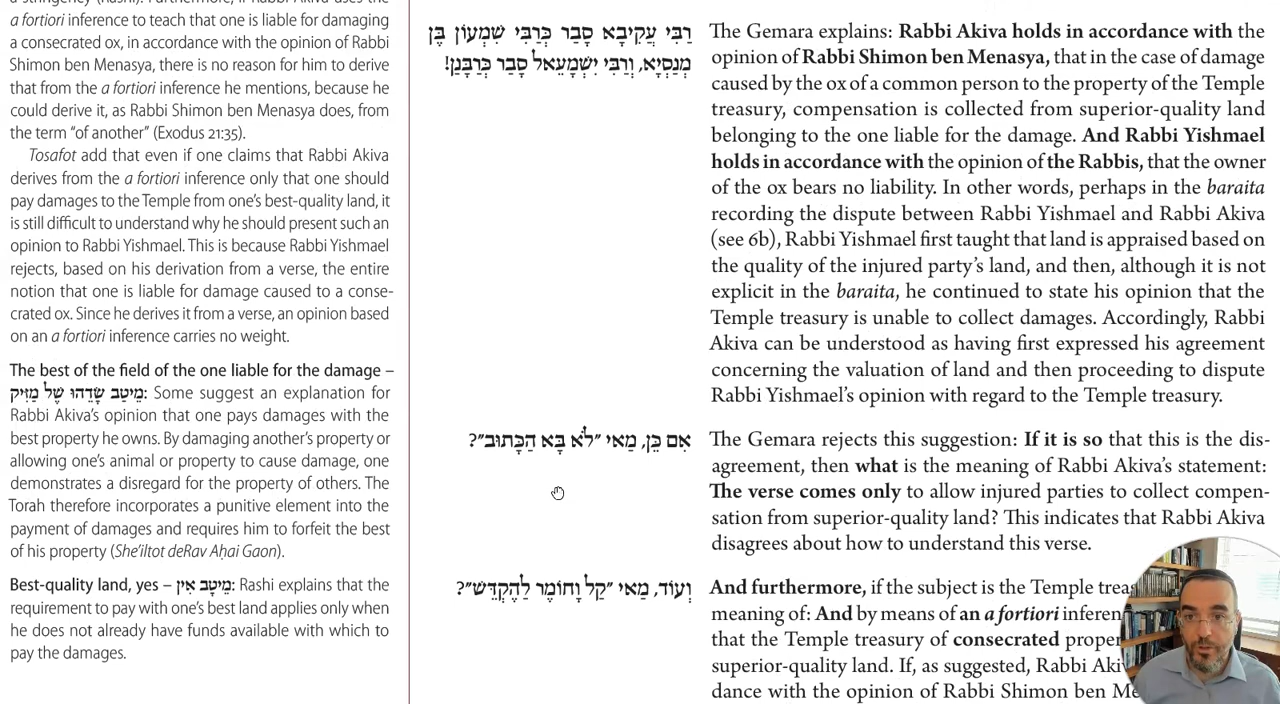 a stringency (Rashi). Furthermore, if Rabbi Akiva uses the
a fortiori inference to teach that one is liable for damaging
a consecrated ox, in accordance with the opinion of Rabbi
Shimon ben Menasya, there is no reason for him to derive
that from the a fortiori inference he mentions, because he
could derive it, as Rabbi Shimon ben Menasya does, from
the term “of another” (Exodus 21:35).
Tosafot add that even if one claims that Rabbi Akiva
derives from the a fortiori inference only that one should
pay damages to the Temple from one’s best-quality land, it
is still difficult to understand why he should present such an
opinion to Rabbi Yishmael. This is because Rabbi Yishmael
rejects, based on his derivation from a verse, the entire
notion that one is liable for damage caused to a conse-
crated ox. Since he derives it from a verse, an opinion based
on an a fortiori inference carries no weight.
The best of the field of the one liable for the damage –
מֵיטַב שָׂדֵהוּ שֶׁל מַזִּיק: Some suggest an explanation for
Rabbi Akiva’s opinion that one pays damages with the
best property he owns. By damaging another’s property or
allowing one’s animal or property to cause damage, one
demonstrates a disregard for the property of others. The
Torah therefore incorporates a punitive element into the
payment of damages and requires him to forfeit the best
of his property (She’iltot deRav Aḥai Gaon).
Best-quality land, yes – מֵיטָב אִין: Rashi explains that the
requirement to pay with one’s best land applies only when
he does not already have funds available with which to
pay the damages.
רַבִּי עֲקִיבָא סָבַר כְּרַבִּי שִׁמְעוֹן בֶּן
מְנַסְיָא, וְרַבִּי יִשְׁמָעֵאל סָבַר כְּרַבָּנַן!
The Gemara explains: Rabbi Akiva holds in accordance with the
opinion of Rabbi Shimon ben Menasya, that in the case of damage
caused by the ox of a common person to the property of the Temple
treasury, compensation is collected from superior-quality land
belonging to the one liable for the damage. And Rabbi Yishmael
holds in accordance with the opinion of the Rabbis, that the owner
of the ox bears no liability. In other words, perhaps in the baraita
recording the dispute between Rabbi Yishmael and Rabbi Akiva
(see 6b), Rabbi Yishmael first taught that land is appraised based on
the quality of the injured party’s land, and then, although it is not
explicit in the baraita, he continued to state his opinion that the
Temple treasury is unable to collect damages. Accordingly, Rabbi
Akiva can be understood as having first expressed his agreement
concerning the valuation of land and then proceeding to dispute
Rabbi Yishmael’s opinion with regard to the Temple treasury.
אִם כֵּן, מַאי ״לֹא בָּא הַכָּתוּב״?
The Gemara rejects this suggestion: If it is so that this is the dis-
agreement, then what is the meaning of Rabbi Akiva’s statement:
The verse comes only to allow injured parties to collect compen-
sation from superior-quality land? This indicates that Rabbi Akiva
disagrees about how to understand this verse.
וְעוֹד, מַאי ״קַל וָחוֹמֶר לַהֶקְדֵּשׁ״?
And furthermore, if the subject is the Temple
meaning of: And by means of an a fortiori
that the Temple treasury of consecrated
superior-quality land. If, as suggested, Rabbi
dance with the opinion of Rabbi Shimon ben